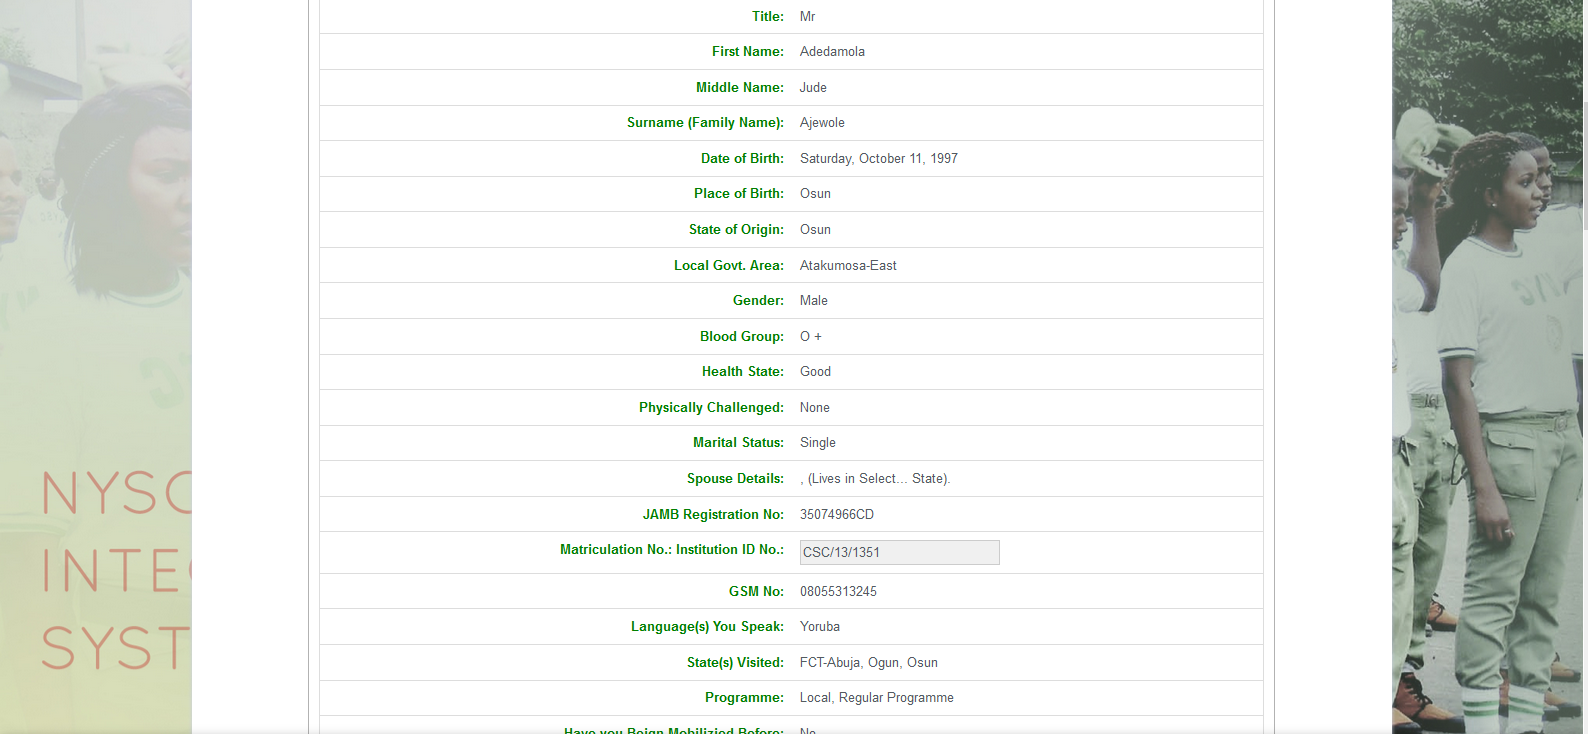 Title: Mr
First Name: Adedamola
Middle Name: Jude
Surname (Family Name): Ajewole
Date of Birth: Saturday, October 11, 1997
Place of Birth: Osun
State of Origin: Osun
Local Govt. Area: Atakumosa-East
Gender: Male
Blood Group: O +
Health State: Good
Physically Challenged: None
Marital Status: Single
Spouse Details: , (Lives in Select... State).
JAMB Registration No: 35074966CD
Matriculation No.: Institution ID No.: CSC/13/1351
GSM No: 08055313245
Language(s) You Speak: Yoruba
State(s) Visited: FCT-Abuja, Ogun, Osun
Programme: Local, Regular Programme
Have you Beign Mobilizied Before: No
NYSC
INTE
SYST